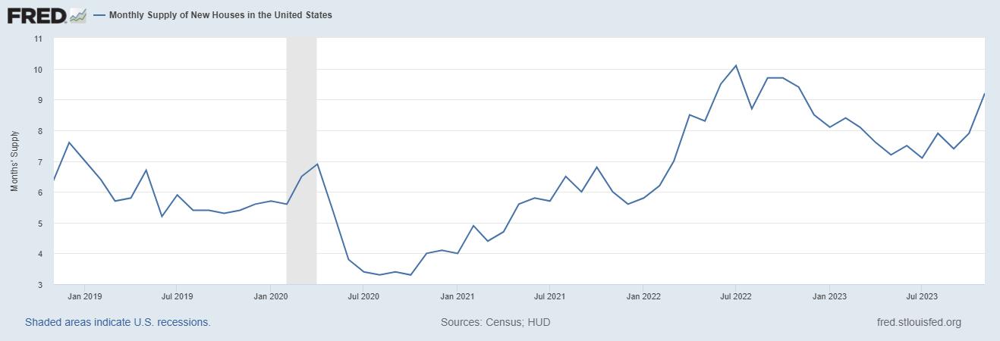 FRED
Monthly Supply of New Houses in the United States
Months' Supply
11
10
9
8
7
6
5
4
3
Jan 2019 Jul 2019 Jan 2020 Jul 2020 Jan 2021 Jul 2021 Jan 2022 Jul 2022 Jan 2023 Jul 2023
Shaded areas indicate U.S. recessions. Sources: Census; HUD fred.stlouisfed.org